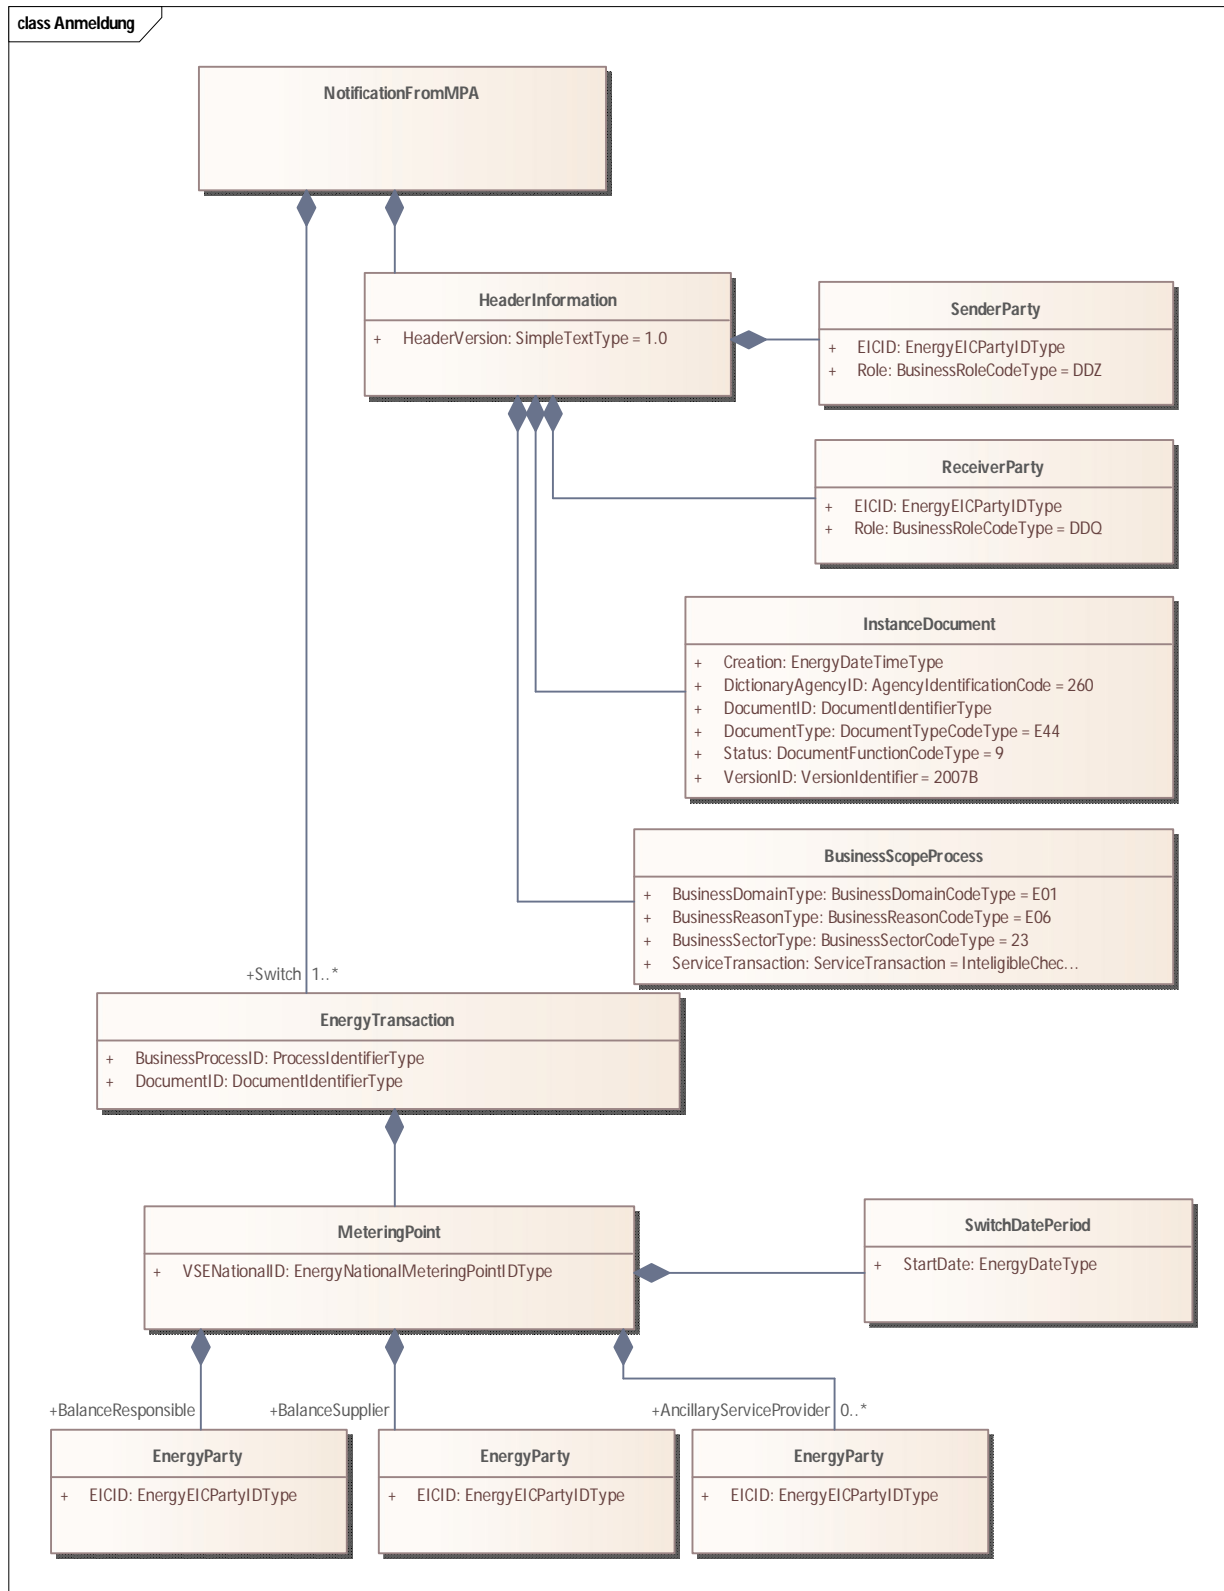 class Anmeldung
NotificationFromMPA
HeaderInformation
+ HeaderVersion: SimpleTextType = 1.0
SenderParty
+ EICID: EnergyEICPartyIDType
+ Role: BusinessRoleCodeType = DDZ
ReceiverParty
+ EICID: EnergyEICPartyIDType
+ Role: BusinessRoleCodeType = DDQ
InstanceDocument
+ Creation: EnergyDateTimeType
+ DictionaryAgencyID: AgencyIdentificationCode = 260
+ DocumentID: DocumentIdentifierType
+ DocumentType: DocumentTypeCodeType = E44
+ Status: DocumentFunctionCodeType = 9
+ VersionID: VersionIdentifier = 2007B
BusinessScopeProcess
+ BusinessDomainType: BusinessDomainCodeType = E01
+ BusinessReasonType: BusinessReasonCodeType = E06
+ BusinessSectorType: BusinessSectorCodeType = 23
+ ServiceTransaction: ServiceTransaction = InteligibleChec...
+Switch 1..*
EnergyTransaction
+ BusinessProcessID: ProcessIdentifierType
+ DocumentID: DocumentIdentifierType
MeteringPoint
+ VSENationalID: EnergyNationalMeteringPointIDType
SwitchDatePeriod
+ StartDate: EnergyDateType
+BalanceResponsible
+BalanceSupplier
+AncillaryServiceProvider 0..*
EnergyParty
+ EICID: EnergyEICPartyIDType
EnergyParty
+ EICID: EnergyEICPartyIDType
EnergyParty
+ EICID: EnergyEICPartyIDType